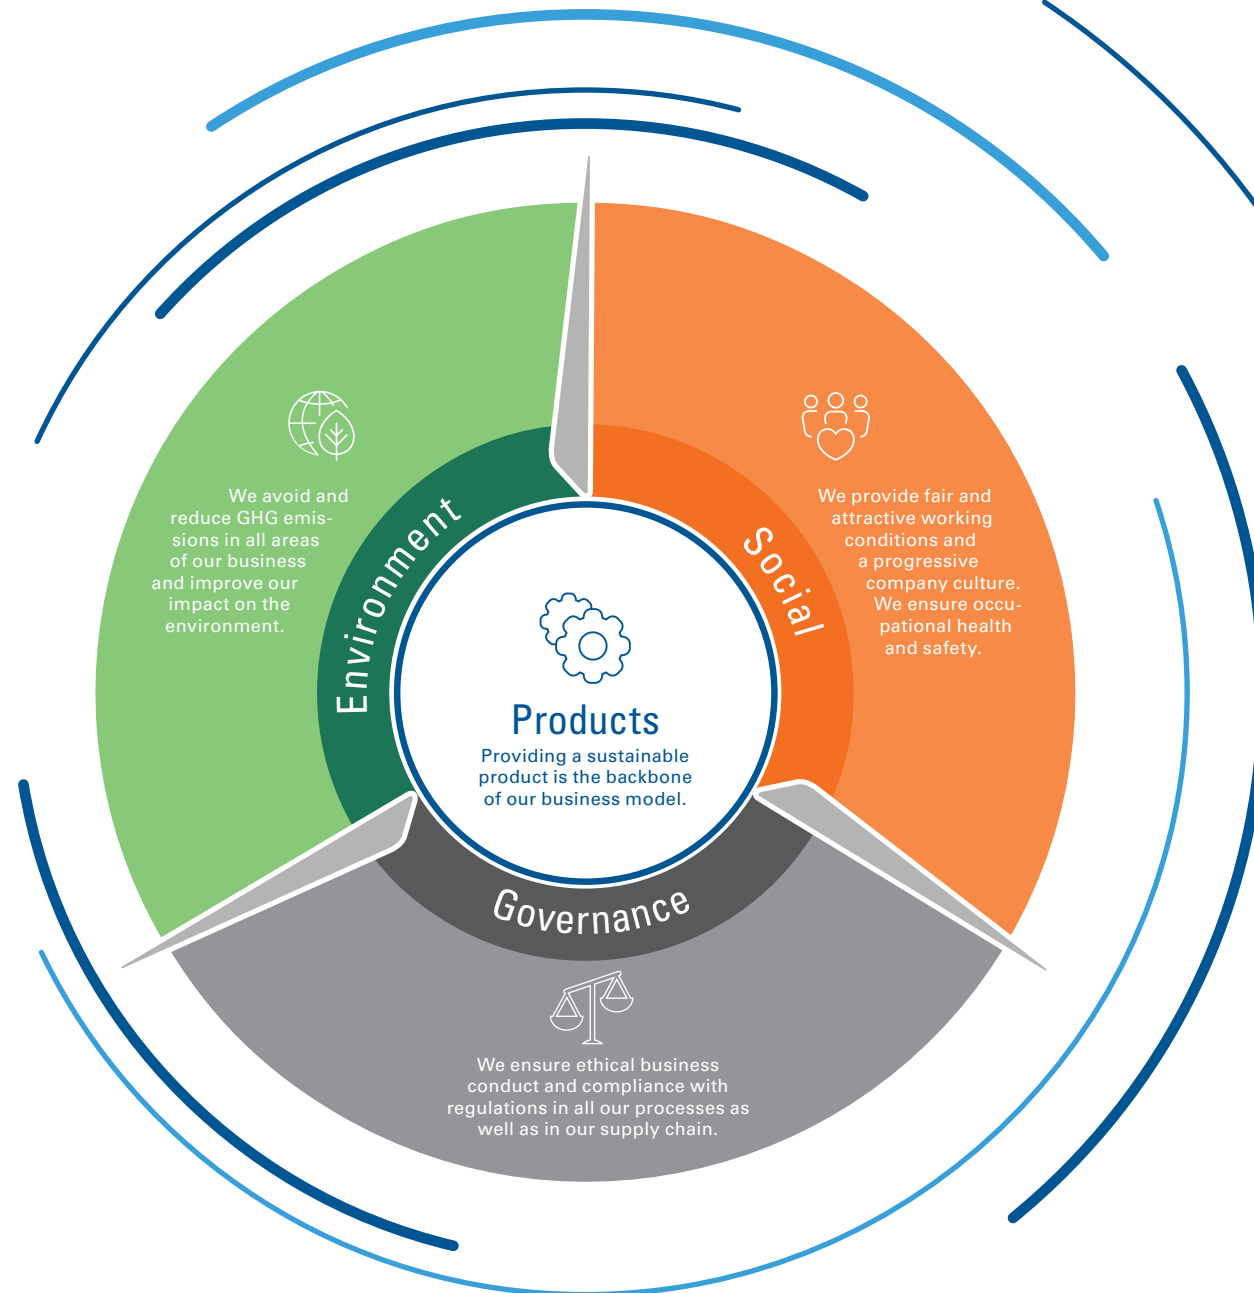 Environment
We avoid and
reduce GHG emis-
sions in all areas
of our business
and improve our
impact on the
environment.
Social
We provide fair and
attractive working
conditions and
a progressive
company culture.
We ensure occu-
pational health
and safety.
Products
Providing a sustainable
product is the backbone
of our business model.
Governance
We ensure ethical business
conduct and compliance with
regulations in all our processes as
well as in our supply chain.